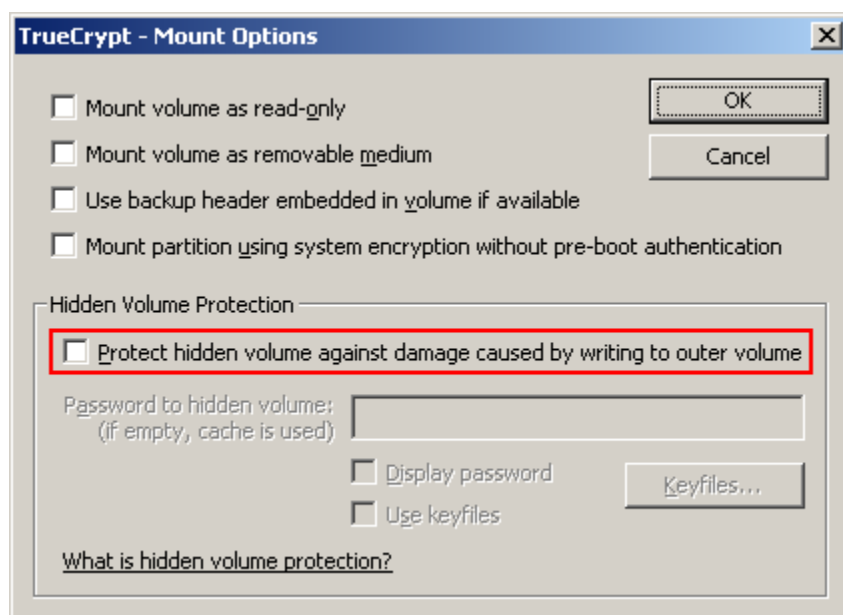 TrueCrypt - Mount Options
Mount volume as read-only
OK
Mount volume as removable medium
Cancel
Use backup header embedded in volume if available
Mount partition using system encryption without pre-boot authentication
Hidden Volume Protection
Protect hidden volume against damage caused by writing to outer volume
Password to hidden volume:
(if empty, cache is used)
Display password
Keyfiles...
Use keyfiles
What is hidden volume protection?